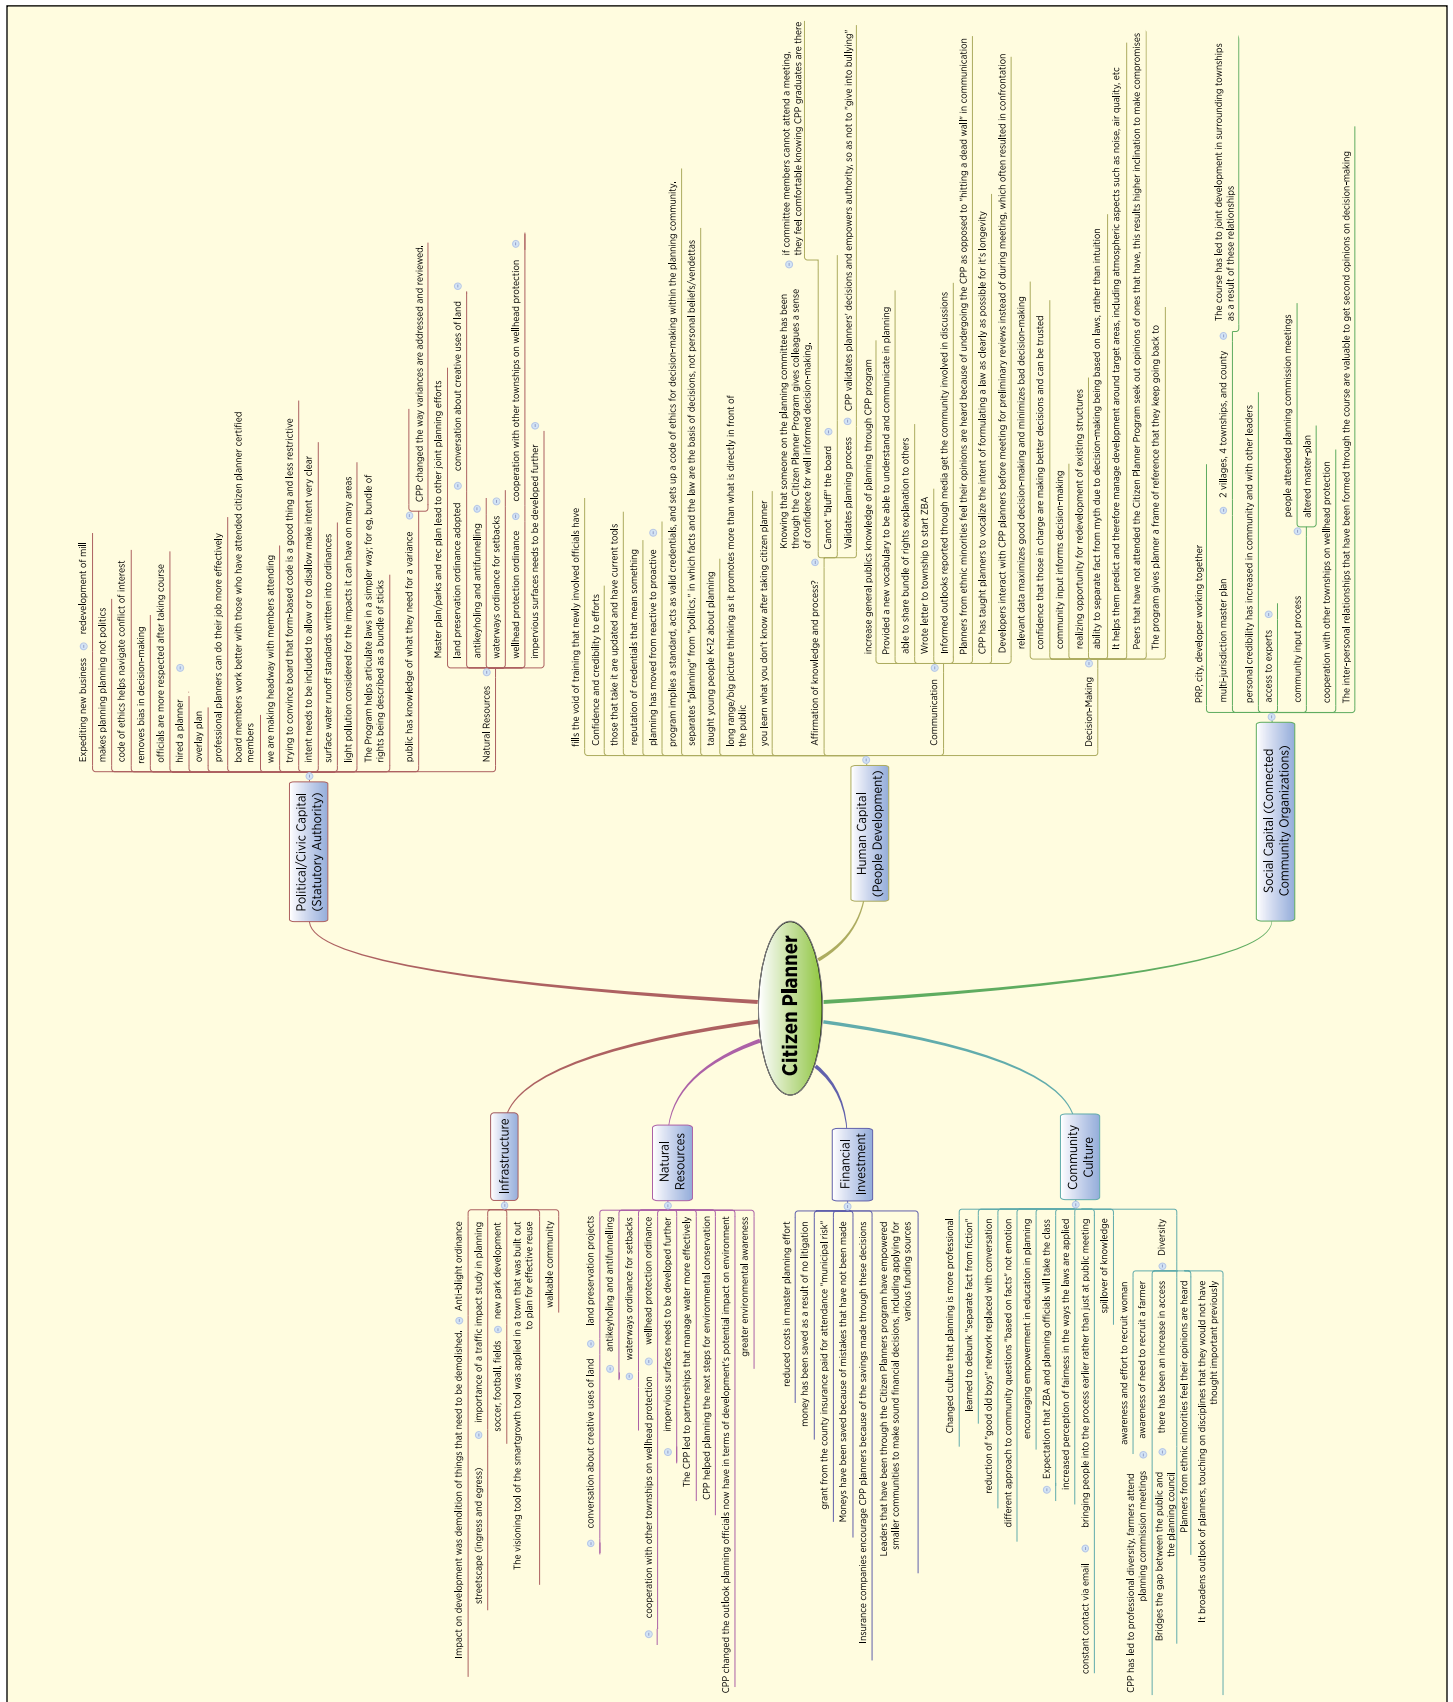 Citizen Planner
Political/Civic Capital
(Statutory Authority)
Expediting new business
redevelopment of mill
makes planning not politics
code of ethics helps navigate conflict of interest
removes bias in decision-making
officials are more respected after taking course
hired a planner
overlay plan
professional planners can do their job more effectively
board members work better with those who have attended citizen planner certified
members
we are making headway with members attending
trying to convince board that form-based code is a good thing and less restrictive
intent needs to be included to allow or to disallow make intent very clear
surface water runoff standards written into ordinances
light pollution considered for the impacts it can have on many areas
The Program helps articulate laws in a simpler way; for eg, bundle of
rights being described as a bundle of sticks
public has knowledge of what they need for a variance
CPP changed the way variances are addressed and reviewed.
Natural Resources
Master plan/parks and rec plan lead to other joint planning efforts
land preservation ordinance adopted
conversation about creative uses of land
antikeyholing and antifunnelling
waterways ordinance for setbacks
wellhead protection ordinance
cooperation with other townships on wellhead protection
impervious surfaces needs to be developed further
Human Capital
(People Development)
fills the void of training that newly involved officials have
Confidence and credibility to efforts
those that take it are updated and have current tools
reputation of credentials that mean something
planning has moved from reactive to proactive
program implies a standard, acts as valid credentials, and sets up a code of ethics for decision-making within the planning community.
separates "planning" from "politics," in which facts and the law are the basis of decisions, not personal beliefs/vendettas
taught young people K-12 about planning
long range/big picture thinking as it promotes more than what is directly in front of
the public
you learn what you don't know after taking citizen planner
Affirmation of knowledge and process?
Knowing that someone on the planning committee has been
through the Citizen Planner Program gives colleagues a sense
of confidence for well informed decision-making.
if committee members cannot attend a meeting,
they feel comfortable knowing CPP graduates are there
Cannot "bluff" the board
Validates planning process
CPP validates planners' decisions and empowers authority, so as not to "give into bullying"
Communication
increase general publics knowledge of planning through CPP program
Provided a new vocabulary to be able to understand and communicate in planning
able to share bundle of rights explanation to others
Wrote letter to township to start ZBA
Informed outlooks reported through media get the community involved in discussions
Planners from ethnic minorities feel their opinions are heard because of undergoing the CPP as opposed to "hitting a dead wall" in communication
CPP has taught planners to vocalize the intent of formulating a law as clearly as possible for it's longevity
Developers interact with CPP planners before meeting for preliminary reviews instead of during meeting, which often resulted in confrontation
Decision-Making
relevant data maximizes good decision-making and minimizes bad decision-making
confidence that those in charge are making better decisions and can be trusted
community input informs decision-making
realizing opportunity for redevelopment of existing structures
ability to separate fact from myth due to decision-making being based on laws, rather than intuition
It helps them predict and therefore manage development around target areas, including atmospheric aspects such as noise, air quality, etc
Peers that have not attended the Citizen Planner Program seek out opinions of ones that have, this results higher inclination to make compromises
The program gives planner a frame of reference that they keep going back to
Social Capital (Connected
Community Organizations)
PRP, city, developer working together
multi-jurisdiction master plan
2 villages, 4 townships, and county
The course has led to joint development in surrounding townships
as a result of these relationships
personal credibility has increased in community and with other leaders
access to experts
community input process
people attended planning commission meetings
altered master-plan
cooperation with other townships on wellhead protection
The inter-personal relationships that have been formed through the course are valuable to get second opinions on decision-making
Infrastructure
Impact on development was demolition of things that need to be demolished.
Anti-blight ordinance
streetscape (ingress and egress)
importance of a traffic impact study in planning
soccer, football, fields
new park development
The visioning tool of the smartgrowth tool was applied in a town that was built out
to plan for effective reuse
walkable community
Natural
Resources
conversation about creative uses of land
land preservation projects
antikeyholing and antifunnelling
waterways ordinance for setbacks
cooperation with other townships on wellhead protection
wellhead protection ordinance
impervious surfaces needs to be developed further
The CPP led to partnerships that manage water more effectively
CPP helped planning the next steps for environmental conservation
CPP changed the outlook planning officials now have in terms of development's potential impact on environment
greater environmental awareness
Financial
Investment
reduced costs in master planning effort
money has been saved as a result of no litigation
grant from the county insurance paid for attendance "municipal risk"
Moneys have been saved because of mistakes that have not been made
Insurance companies encourage CPP planners because of the savings made through these decisions
Leaders that have been through the Citizen Planners program have empowered
smaller communities to make sound financial decisions, including applying for
various funding sources
Community
Culture
Changed culture that planning is more professional
learned to debunk "separate fact from fiction"
reduction of "good old boys" network replaced with conversation
different approach to community questions "based on facts" not emotion
encouraging empowerment in education in planning
Expectation that ZBA and planning officials will take the class
increased perception of fairness in the ways the laws are applied
constant contact via email
bringing people into the process earlier rather than just at public meeting
spillover of knowledge
Diversity
awareness and effort to recruit woman
CPP has led to professional diversity, farmers attend
planning commission meetings
awareness of need to recruit a farmer
Bridges the gap between the public and
the planning council
there has been an increase in access
Planners from ethnic minorities feel their opinions are heard
It broadens outlook of planners, touching on disciplines that they would not have
thought important previously